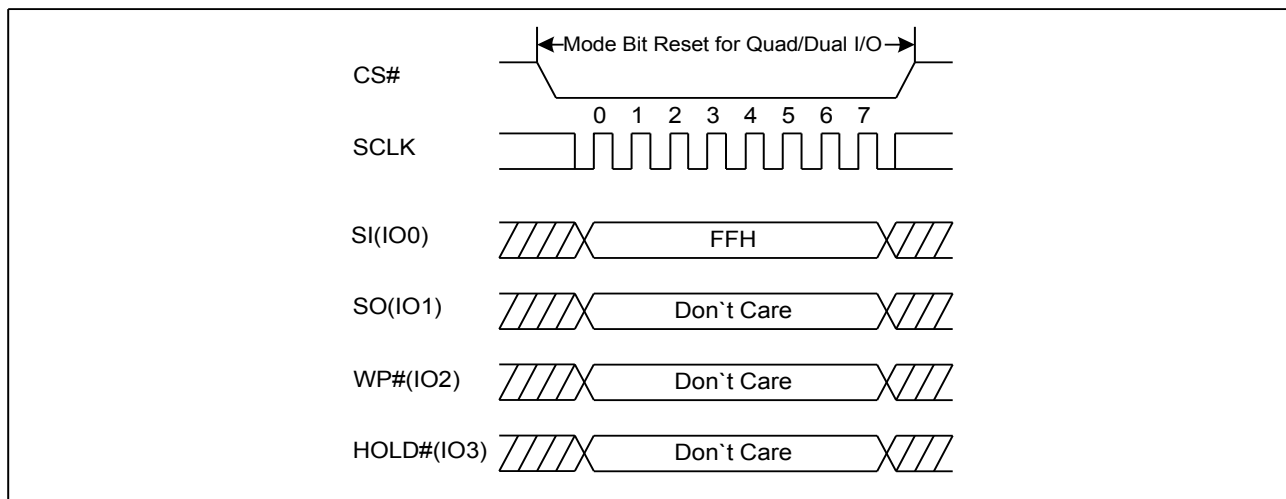 Mode Bit Reset for Quad/Dual I/O
CS#
0 1 2 3 4 5 6 7
SCLK
SI(IO0) FFH
SO(IO1) Don`t Care
WP#(IO2) Don`t Care
HOLD#(IO3) Don`t Care